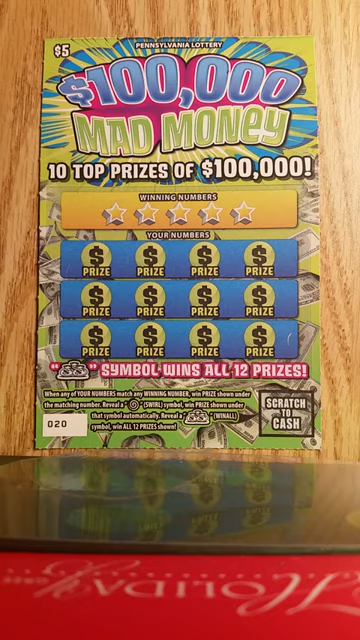 $5
PENNSYLVANIA LOTTERY
$100,000
MAD MONEY
10 TOP PRIZES OF $100,000!
WINNING NUMBERS
YOUR NUMBERS
$ $ $ $
PRIZE PRIZE PRIZE PRIZE
$ $ $ $
PRIZE PRIZE PRIZE PRIZE
$ $ $ $
PRIZE PRIZE PRIZE PRIZE
" " SYMBOL WINS ALL 12 PRIZES!
When any of YOUR NUMBERS match any WINNING NUMBER, win PRIZE shown under
the matching number. Reveal a " " (SWIRL) symbol, win PRIZE shown under
that symbol automatically. Reveal a " " (WINALL)
symbol, win ALL 12 PRIZES shown!
020
SCRATCH
TO
CASH
HOLIDAY